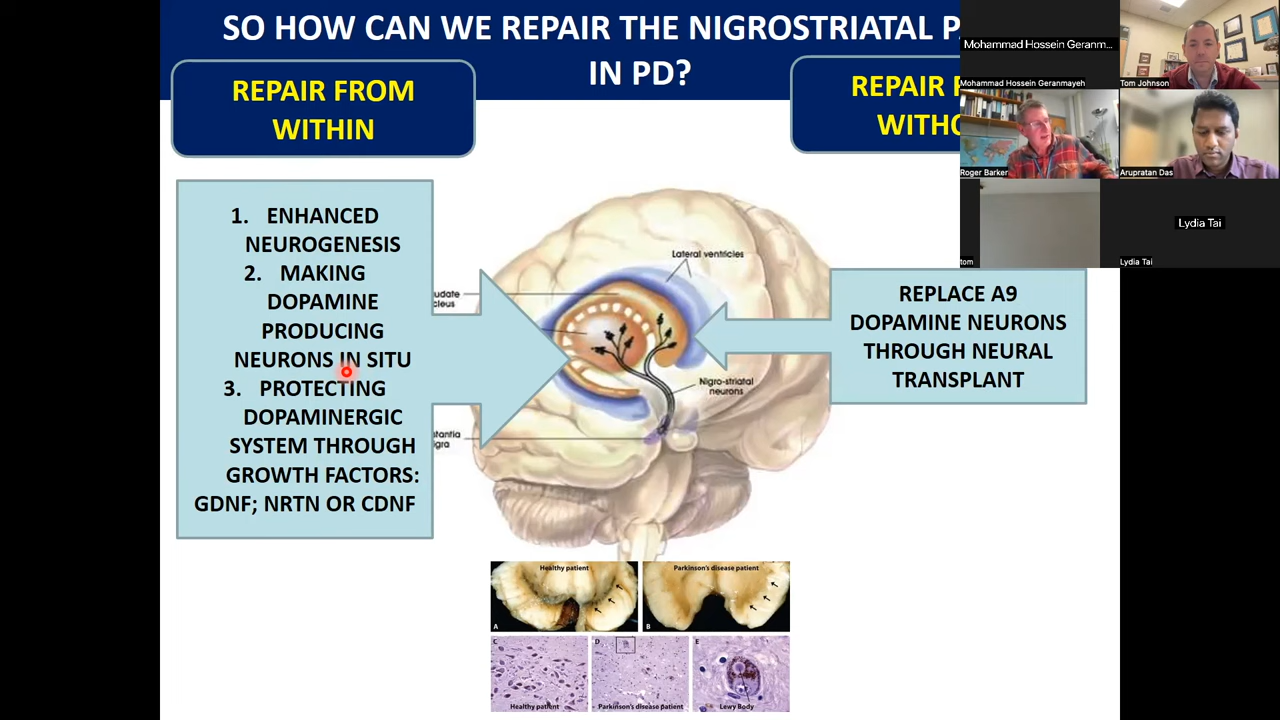 SO HOW CAN WE REPAIR THE NIGROSTRIATAL
IN PD?
REPAIR FROM
WITHIN
REPAIR
1. ENHANCED
NEUROGENESIS
2. MAKING
DOPAMINE
PRODUCING
NEURONS IN SITU
3. PROTECTING
DOPAMINERGIC
SYSTEM THROUGH
GROWTH FACTORS:
GDNF; NRTN OR CDNF
Lateral ventricles
Nigro-striatal
neurons
REPLACE A9
DOPAMINE NEURONS
THROUGH NEURAL
TRANSPLANT
Healthy patient
A
Parkinson's disease patient
B
C
Healthy patient
D
Parkinson's disease patient
E
Lewy Body
Mohammad Hossein Geranm...
Mohammad Hossein Geranmayeh
Tom Johnson
Roger Barker
Arupratan Das
tom
Lydia Tai
Lydia Tai